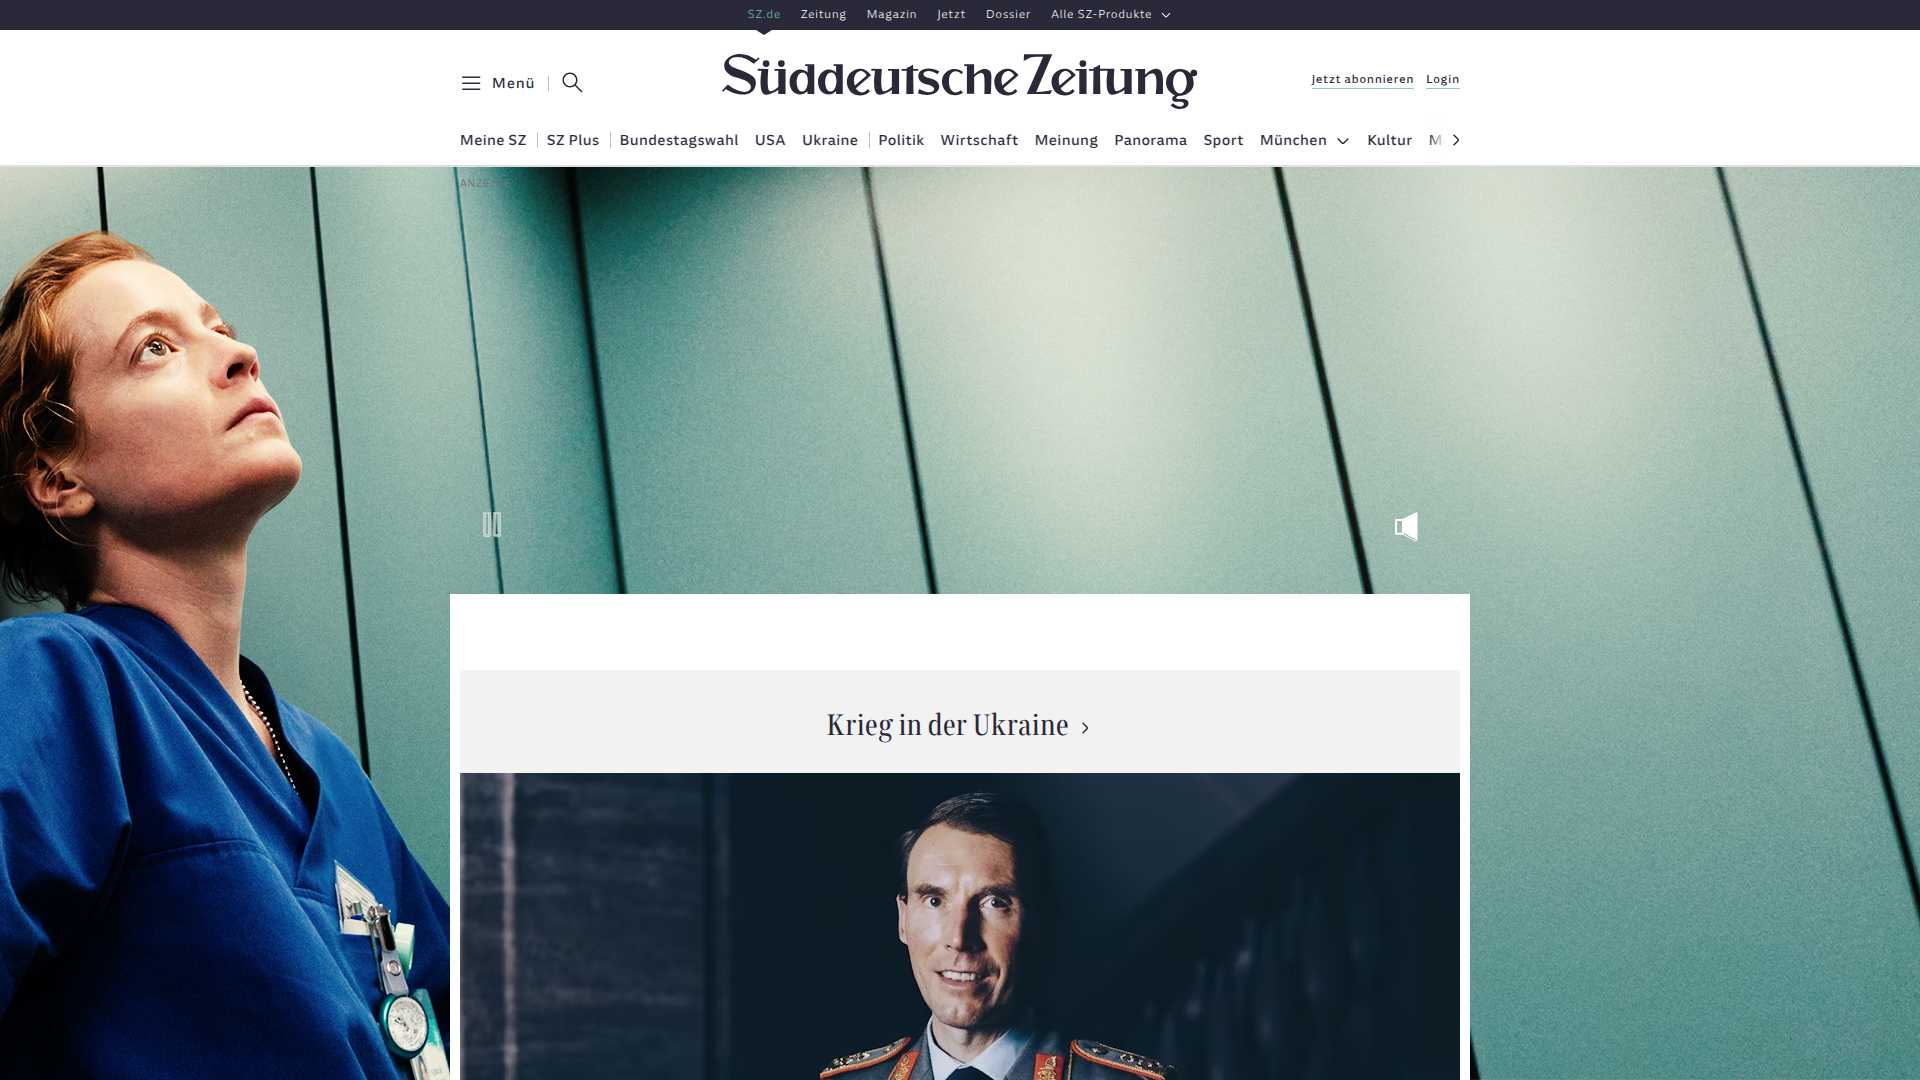 SZ.de Zeitung Magazin Jetzt Dossier Alle SZ-Produkte
Menü
Süddeutsche Zeitung
Jetzt abonnieren Login
Meine SZ SZ Plus Bundestagswahl USA Ukraine Politik Wirtschaft Meinung Panorama Sport München Kultur M
ANZEIGE
Krieg in der Ukraine